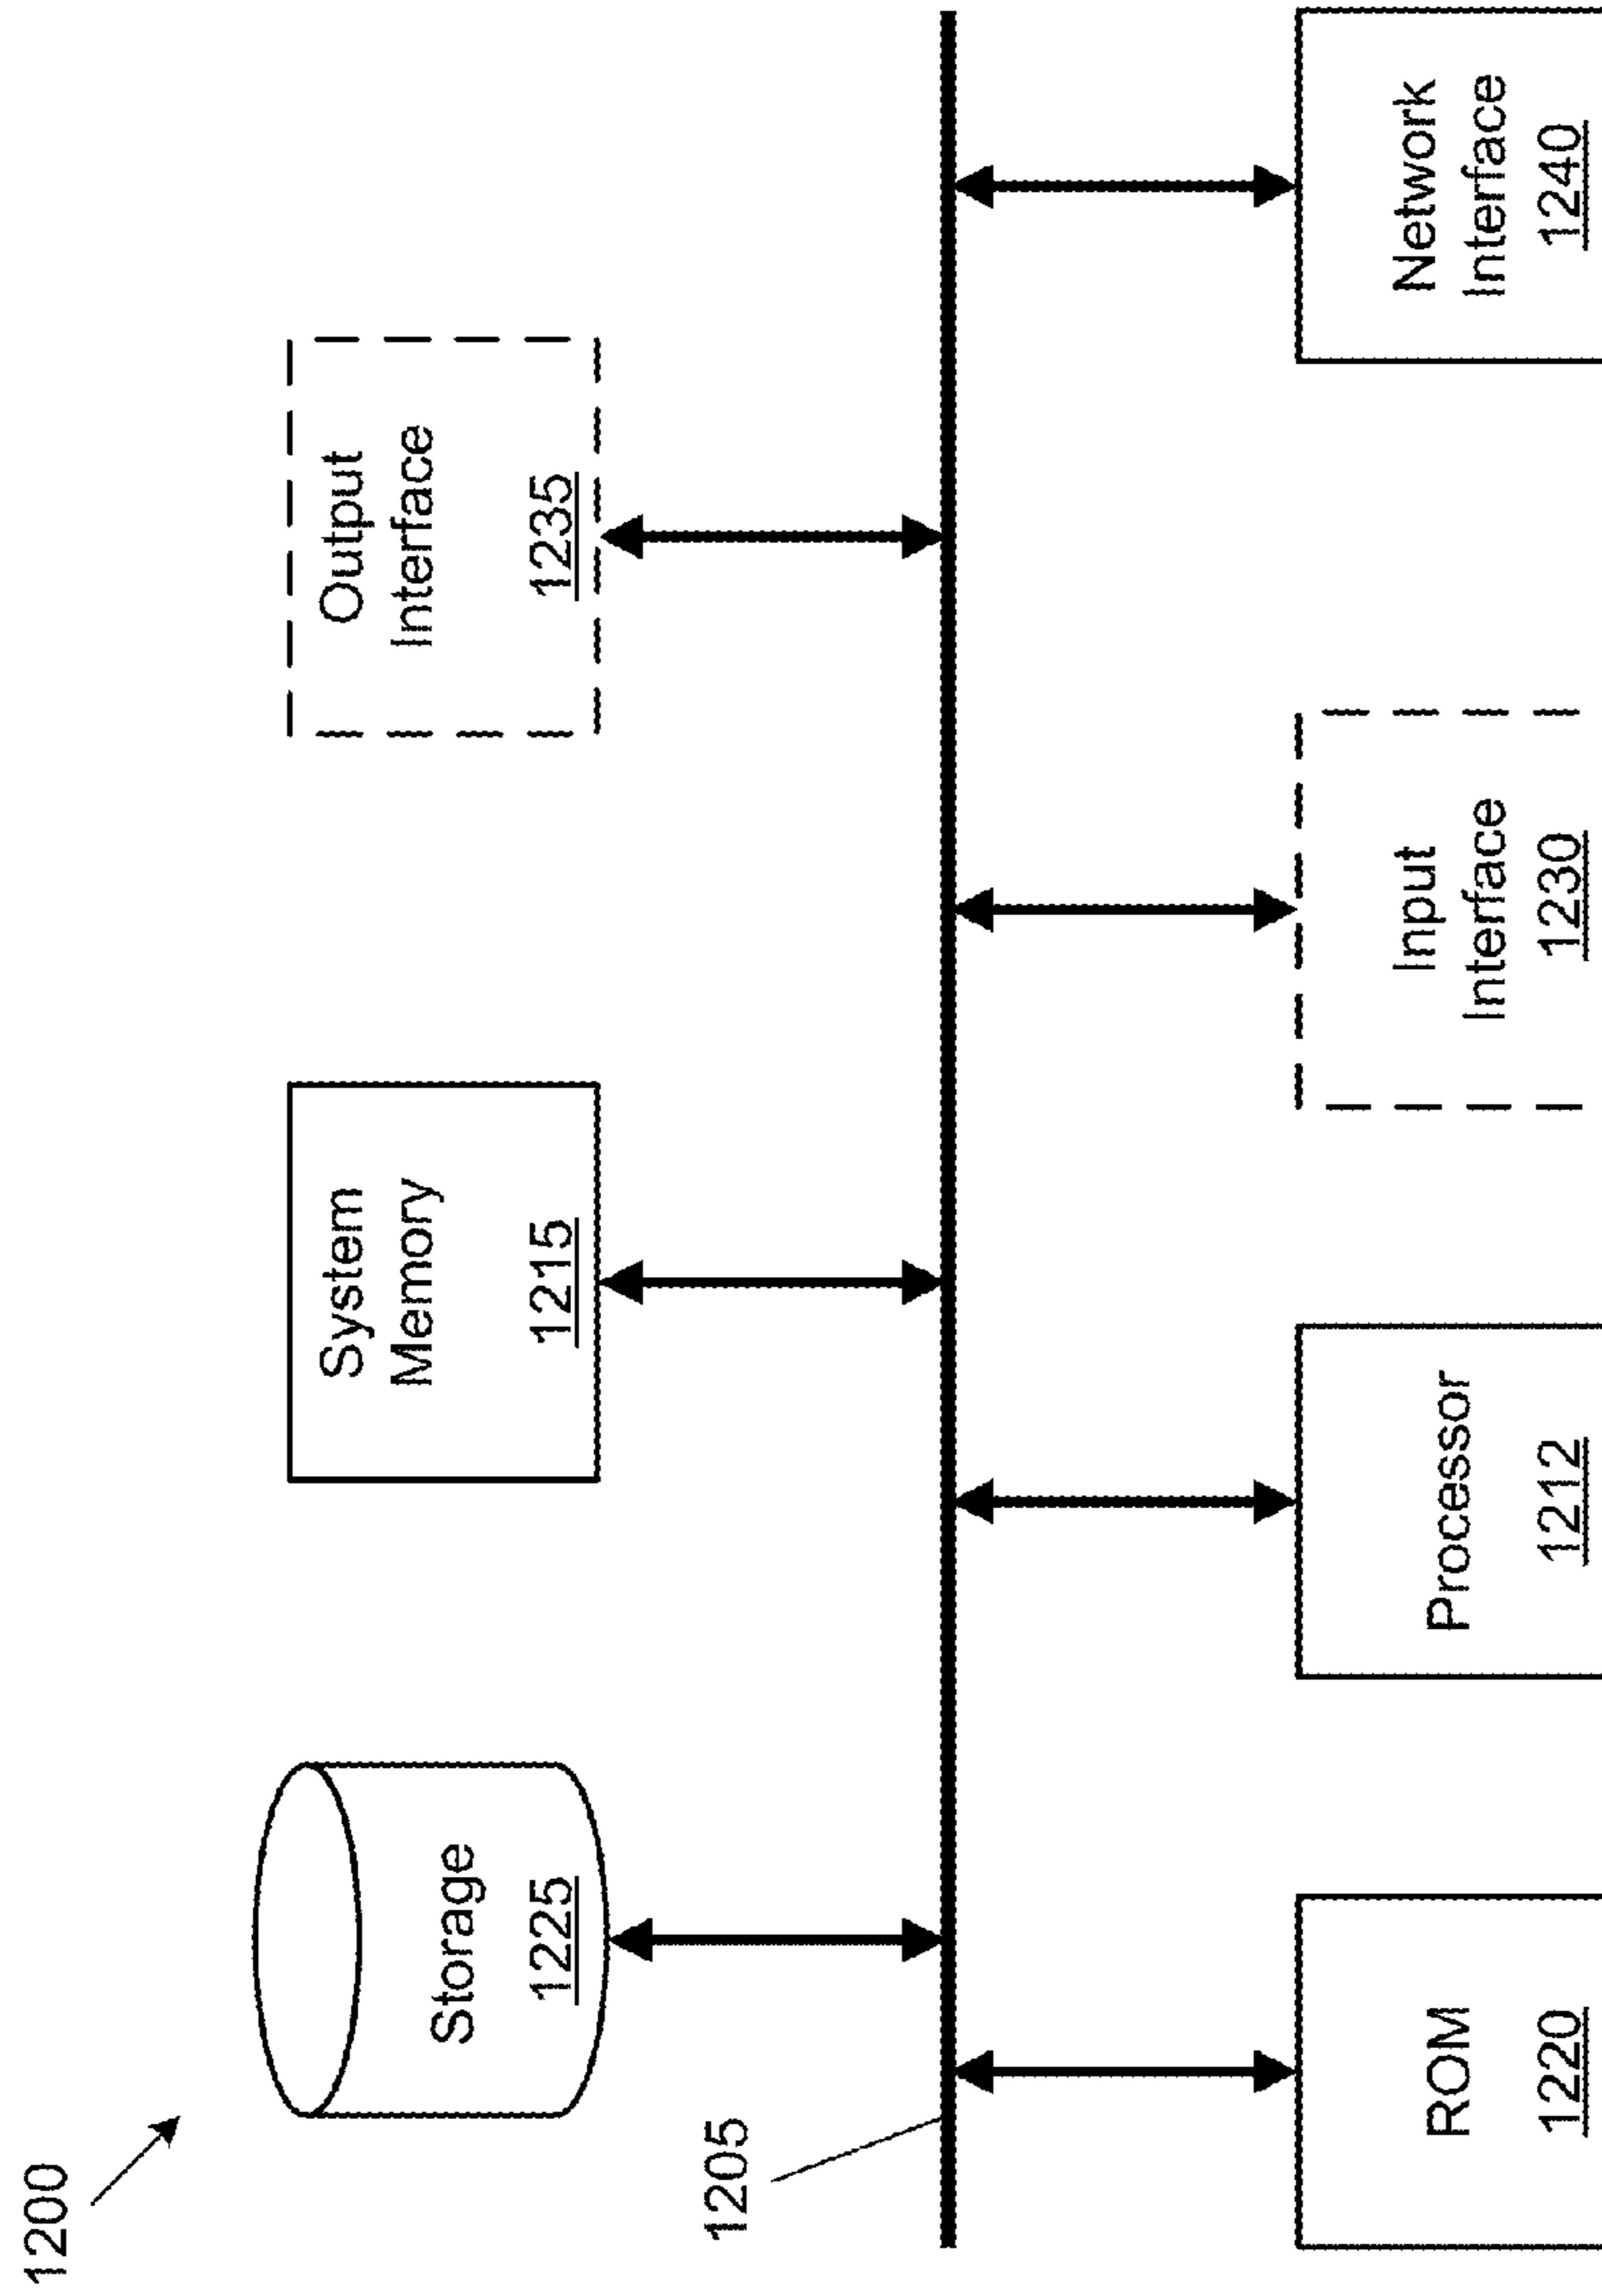 1200
Storage
1225
System
Memory
1215
Output
Interface
1235
1205
ROM
1220
Processor
1212
Input
Interface
1230
Network
Interface
1240